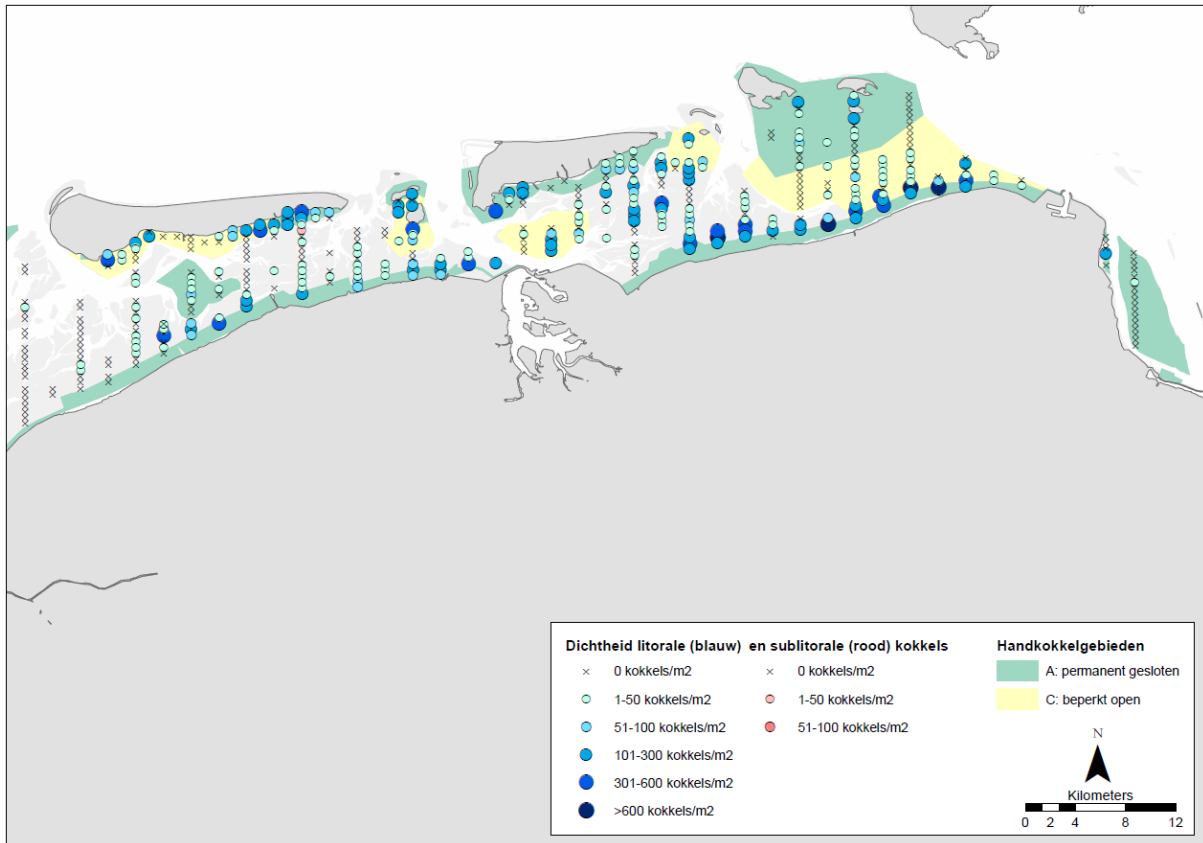 Dichtheid litorale (blauw) en sublitorale (rood) kokkels
0 kokkels/m2
1-50 kokkels/m2
51-100 kokkels/m2
101-300 kokkels/m2
301-600 kokkels/m2
>600 kokkels/m2
0 kokkels/m2
1-50 kokkels/m2
51-100 kokkels/m2
Handkokkelgebieden
A: permanent gesloten
C: beperkt open
N
Kilometers
0 2 4 8 12